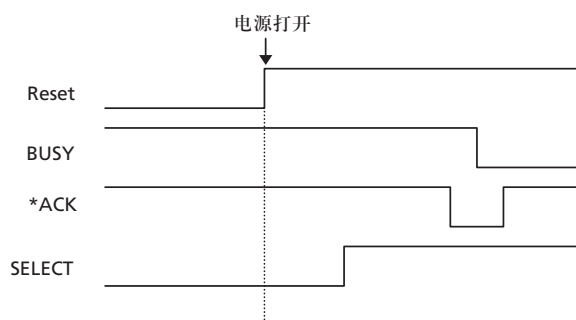 电源打开
Reset
BUSY
*ACK
SELECT